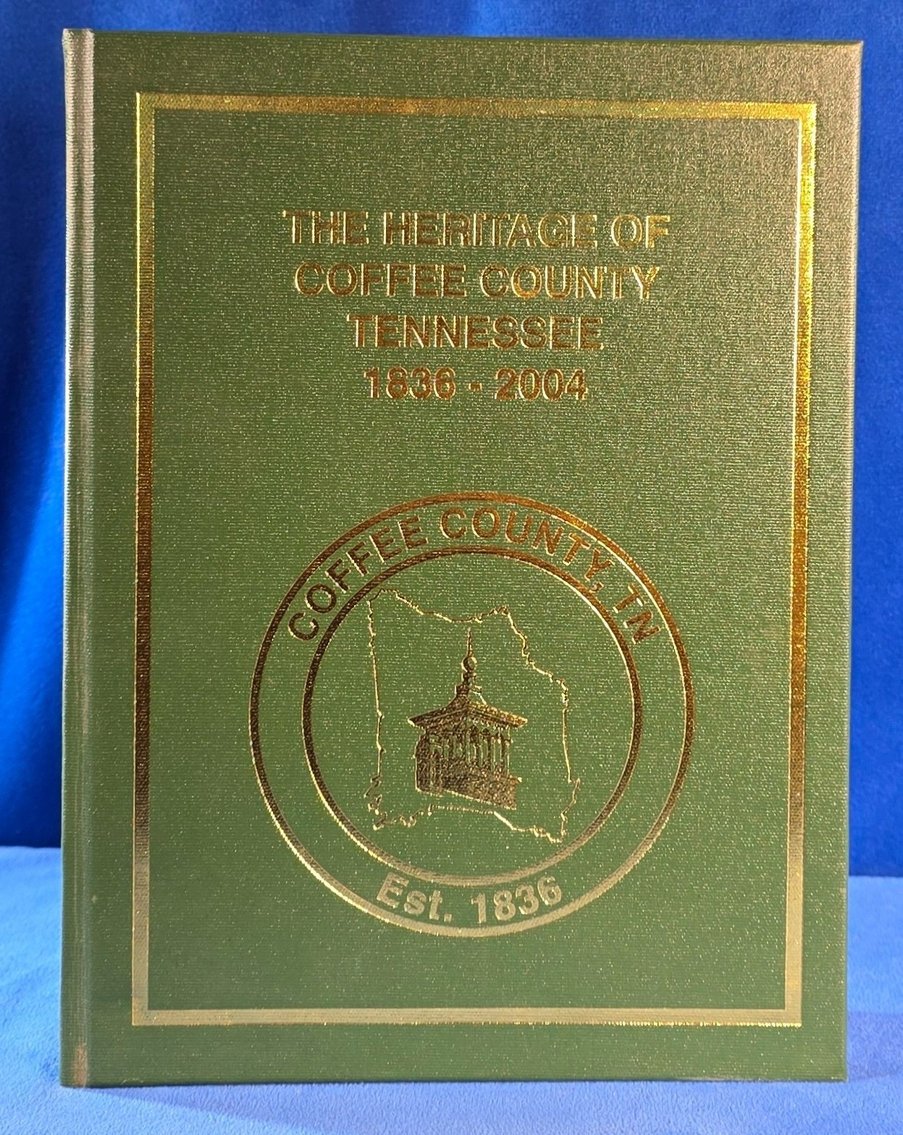 THE HERITAGE OF
COFFEE COUNTY
TENNESSEE
1836 - 2004
COFFEE COUNTY, TN
Est. 1836